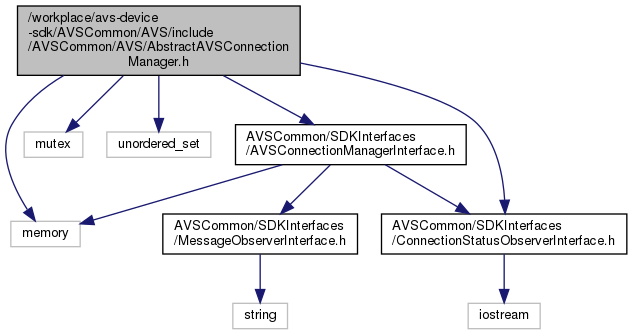 /workplace/avs-device
-sdk/AVSCommon/AVS/include
/AVSCommon/AVS/AbstractAVSConnection
Manager.h
mutex
unordered_set
AVSCommon/SDKInterfaces
/AVSConnectionManagerInterface.h
memory
AVSCommon/SDKInterfaces
/MessageObserverInterface.h
AVSCommon/SDKInterfaces
/ConnectionStatusObserverInterface.h
string
iostream